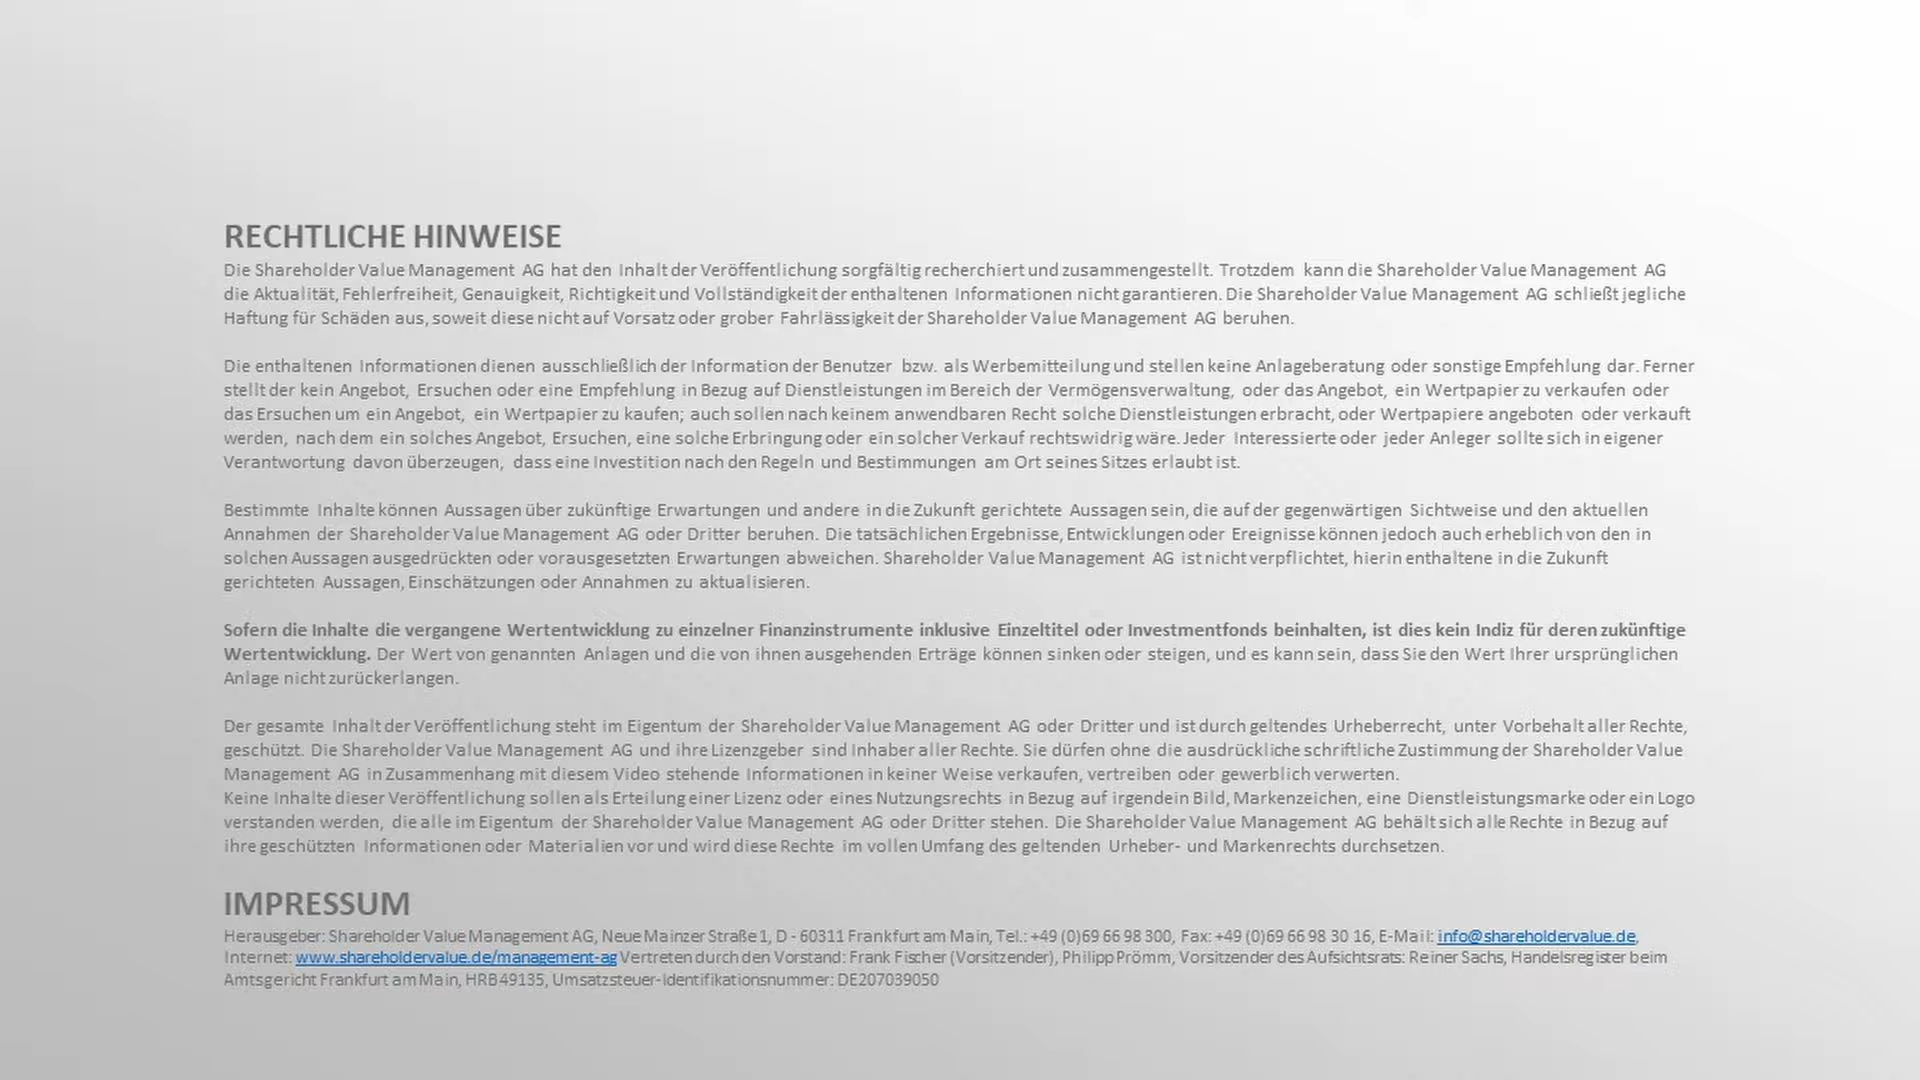 RECHTLICHE HINWEISE
Die Shareholder Value Management AG hat den Inhalt der Veröffentlichung sorgfältig recherchiert und zusammengestellt. Trotzdem kann die Shareholder Value Management AG
die Aktualität, Fehlerfreiheit, Genauigkeit, Richtigkeit und Vollständigkeit der enthaltenen Informationen nicht garantieren. Die Shareholder Value Management AG schließt jegliche
Haftung für Schäden aus, soweit diese nicht auf Vorsatz oder grober Fahrlässigkeit der Shareholder Value Management AG beruhen.
Die enthaltenen Informationen dienen ausschließlich der Information der Benutzer bzw. als Werbemitteilung und stellen keine Anlageberatung oder sonstige Empfehlung dar. Ferner
stellt der kein Angebot, Ersuchen oder eine Empfehlung in Bezug auf Dienstleistungen im Bereich der Vermögensverwaltung, oder das Angebot, ein Wertpapier zu verkaufen oder
das Ersuchen um ein Angebot, ein Wertpapier zu kaufen; auch sollen nach keinem anwendbaren Recht solche Dienstleistungen erbracht, oder Wertpapiere angeboten oder verkauft
werden, nach dem ein solches Angebot, Ersuchen, eine solche Erbringung oder ein solcher Verkauf rechtswidrig wäre. Jeder Interessierte oder jeder Anleger sollte sich in eigener
Verantwortung davon überzeugen, dass eine Investition nach den Regeln und Bestimmungen am Ort seines Sitzes erlaubt ist.
Bestimmte Inhalte können Aussagen über zukünftige Erwartungen und andere in die Zukunft gerichtete Aussagen sein, die auf der gegenwärtigen Sichtweise und den aktuellen
Annahmen der Shareholder Value Management AG oder Dritter beruhen. Die tatsächlichen Ergebnisse, Entwicklungen oder Ereignisse können jedoch auch erheblich von den in
solchen Aussagen ausgedrückten oder vorausgesetzten Erwartungen abweichen. Shareholder Value Management AG ist nicht verpflichtet, hierin enthaltene in die Zukunft
gerichteten Aussagen, Einschätzungen oder Annahmen zu aktualisieren.
Sofern die Inhalte die vergangene Wertentwicklung zu einzelner Finanzinstrumente inklusive Einzeltitel oder Investmentfonds beinhalten, ist dies kein Indiz für deren zukünftige
Wertentwicklung. Der Wert von genannten Anlagen und die von ihnen ausgehenden Erträge können sinken oder steigen, und es kann sein, dass Sie den Wert Ihrer ursprünglichen
Anlage nicht zurückerlangen.
Der gesamte Inhalt der Veröffentlichung steht im Eigentum der Shareholder Value Management AG oder Dritter und ist durch geltendes Urheberrecht, unter Vorbehalt aller Rechte,
geschützt. Die Shareholder Value Management AG und ihre Lizenzgeber sind Inhaber aller Rechte. Sie dürfen ohne die ausdrückliche schriftliche Zustimmung der Shareholder Value
Management AG in Zusammenhang mit diesem Video stehende Informationen in keiner Weise verkaufen, vertreiben oder gewerblich verwerten.
Keine Inhalte dieser Veröffentlichung sollen als Erteilung einer Lizenz oder eines Nutzungsrechts in Bezug auf irgendein Bild, Markenzeichen, eine Dienstleistungsmarke oder ein Logo
verstanden werden, die alle im Eigentum der Shareholder Value Management AG oder Dritter stehen. Die Shareholder Value Management AG behält sich alle Rechte in Bezug auf
ihre geschützten Informationen oder Materialien vor und wird diese Rechte im vollen Umfang des geltenden Urheber- und Markenrechts durchsetzen.
IMPRESSUM
Herausgeber: Shareholder Value Management AG, Neue Mainzer Straße 1, D - 60311 Frankfurt am Main, Tel.: +49 (0)69 66 98 300, Fax: +49 (0)69 66 98 30 16, E-Mail: info@shareholdervalue.de,
Internet: www.shareholdervalue.de/management-ag Vertreten durch den Vorstand: Frank Fischer (Vorsitzender), Philipp Prömm, Vorsitzender des Aufsichtsrats: Reiner Sachs, Handelsregister beim
Amtsgericht Frankfurt am Main, HRB 49135, Umsatzsteuer-Identifikationsnummer: DE207039050